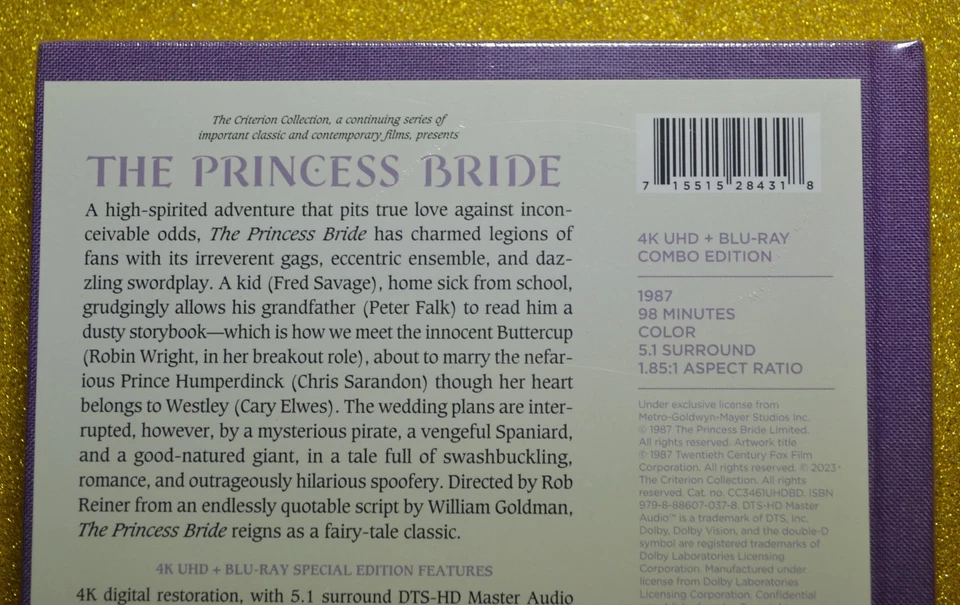 The Criterion Collection, a continuing series of
important classic and contemporary films, presents
THE PRINCESS BRIDE
A high-spirited adventure that pits true love against incon-
ceivable odds, The Princess Bride has charmed legions of
fans with its irreverent gags, eccentric ensemble, and daz-
zling swordplay. A kid (Fred Savage), home sick from school,
grudgingly allows his grandfather (Peter Falk) to read him a
dusty storybook—which is how we meet the innocent Buttercup
(Robin Wright, in her breakout role), about to marry the nefar-
ious Prince Humperdinck (Chris Sarandon) though her heart
belongs to Westley (Cary Elwes). The wedding plans are inter-
rupted, however, by a mysterious pirate, a vengeful Spaniard,
and a good-natured giant, in a tale full of swashbuckling,
romance, and outrageously hilarious spoofery. Directed by Rob
Reiner from an endlessly quotable script by William Goldman,
The Princess Bride reigns as a fairy-tale classic.
4K UHD + BLU-RAY SPECIAL EDITION FEATURES
4K digital restoration, with 5.1 surround DTS-HD Master Audio
7 15515 28431 8
4K UHD + BLU-RAY
COMBO EDITION
1987
98 MINUTES
COLOR
5.1 SURROUND
1.85:1 ASPECT RATIO
Under exclusive license from
Metro-Goldwyn-Mayer Studios Inc.
© 1987 The Princess Bride Limited.
All rights reserved. Artwork title
© 1987 Twentieth Century Fox Film
Corporation. All rights reserved. © 2023
The Criterion Collection. All rights
reserved. Cat. no. CC3461UHDBD. ISBN
979-8-88607-037-8. DTS-HD Master
Audio™ is a trademark of DTS, Inc.
Dolby, Dolby Vision, and the double-D
symbol are registered trademarks of
Dolby Laboratories Licensing
Corporation. Manufactured under
license from Dolby Laboratories
Licensing Corporation. Confidential